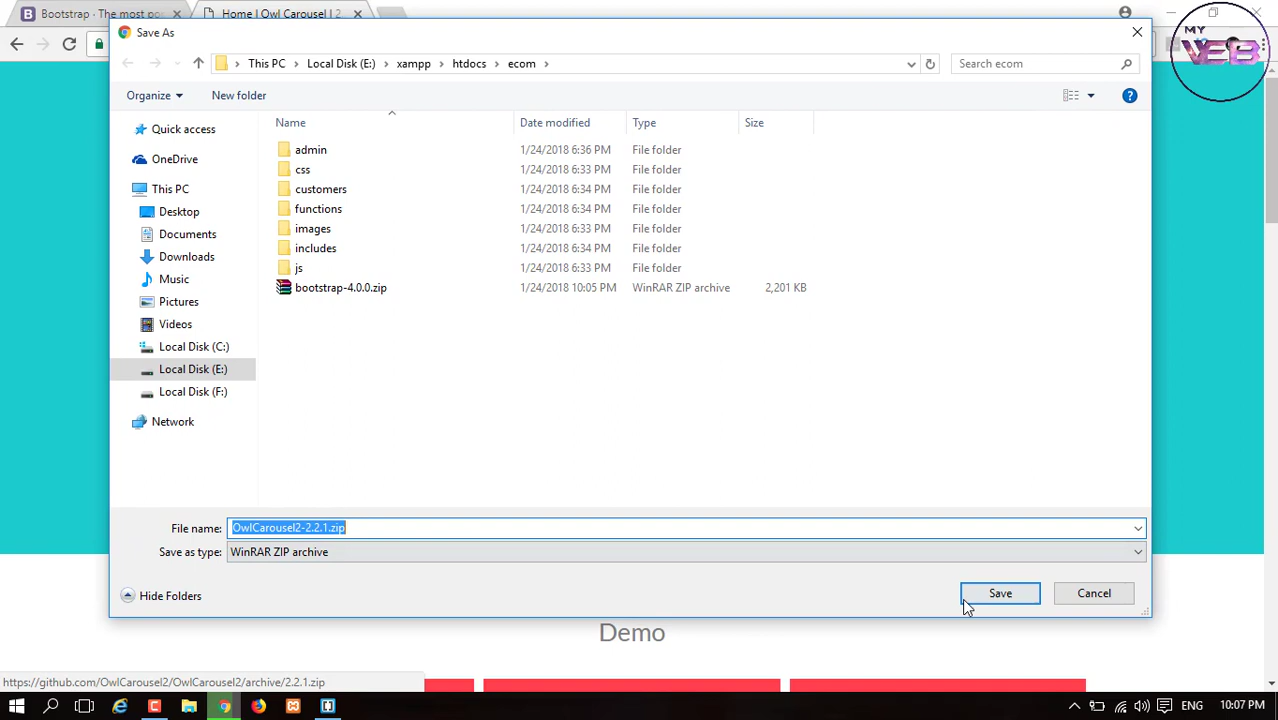 Bootstrap · The most po
Home | Owl Carousel | 2
Save As
This PC
Local Disk (E:)
xampp
htdocs
ecom
Search ecom
Organize
New folder
Name
Date modified
Type
Size
Quick access
OneDrive
This PC
Desktop
Documents
Downloads
Music
Pictures
Videos
Local Disk (C:)
Local Disk (E:)
Local Disk (F:)
Network
admin 1/24/2018 6:36 PM File folder
css 1/24/2018 6:33 PM File folder
customers 1/24/2018 6:34 PM File folder
functions 1/24/2018 6:34 PM File folder
images 1/24/2018 6:33 PM File folder
includes 1/24/2018 6:34 PM File folder
js 1/24/2018 6:33 PM File folder
bootstrap-4.0.0.zip 1/24/2018 10:05 PM WinRAR ZIP archive 2,201 KB
File name: OwlCarousel2-2.2.1.zip
Save as type: WinRAR ZIP archive
Hide Folders
Save
Cancel
Demo
https://github.com/OwlCarousel2/OwlCarousel2/archive/2.2.1.zip
ENG
10:07 PM
MY
VEB